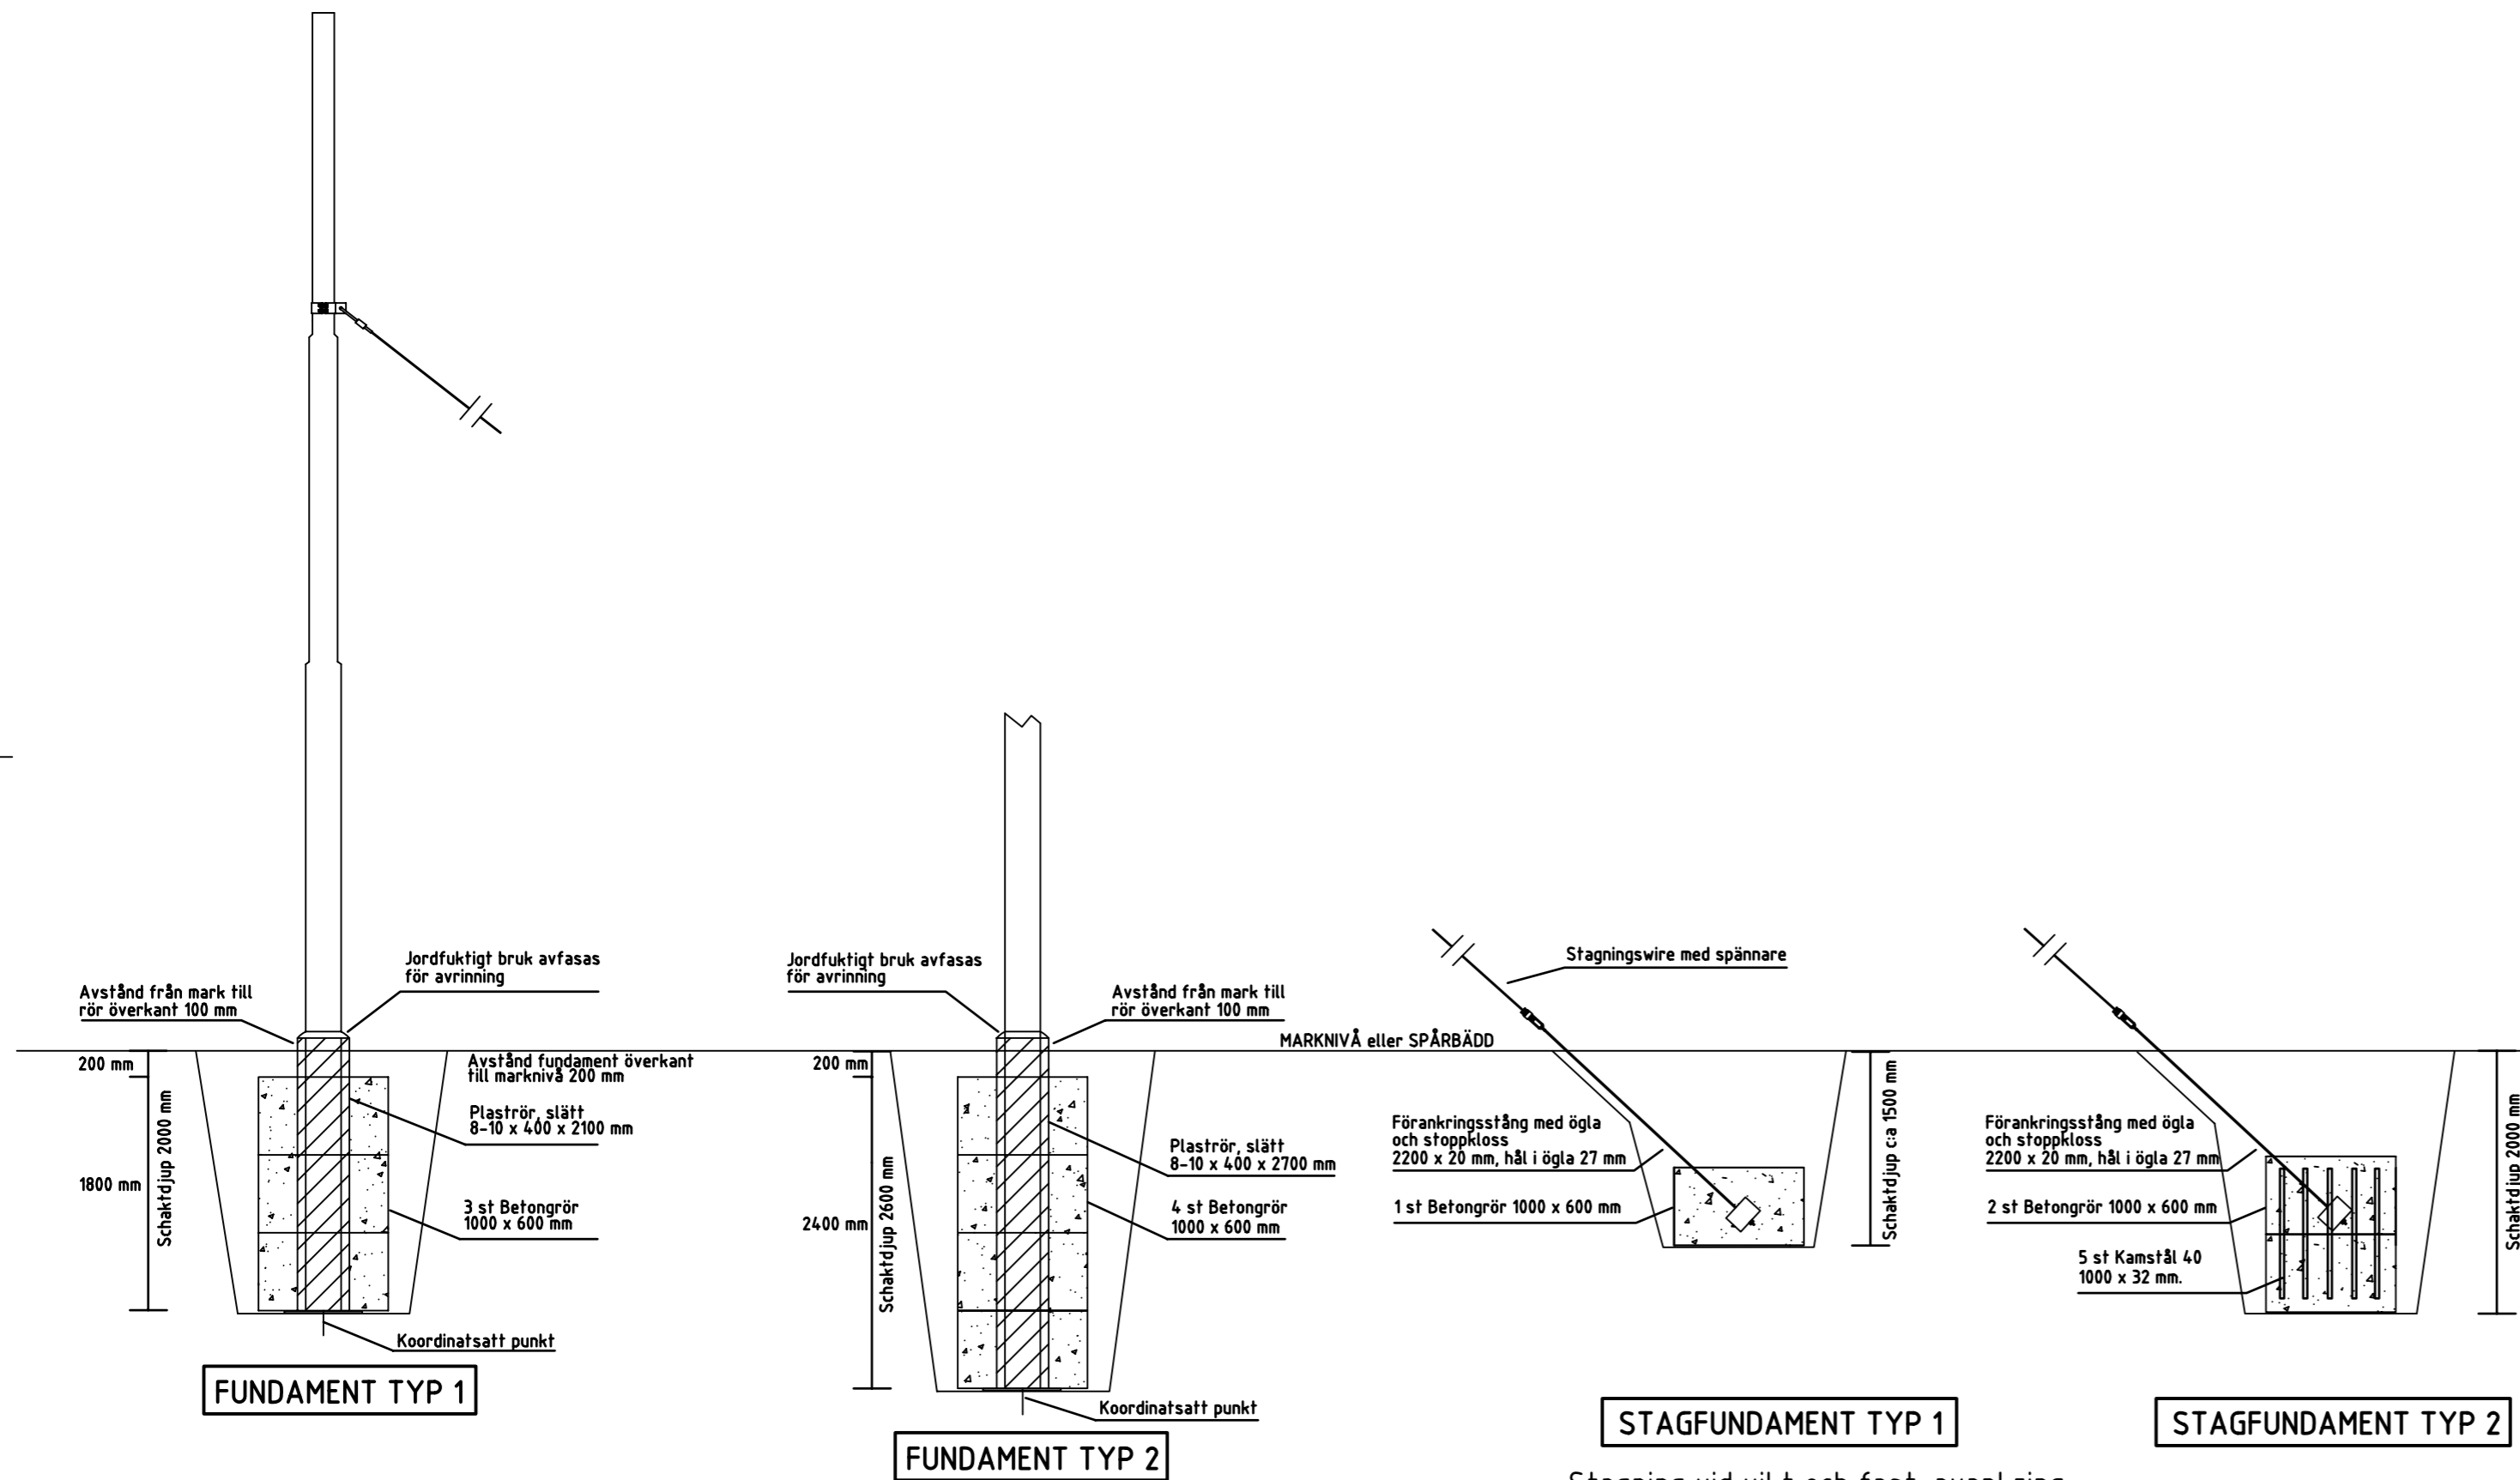 Jordfuktigt bruk avfasas
för avrinning
Avstånd från mark till
rör överkant 100 mm
200 mm
Schaktdjup 2000 mm
1800 mm
Avstånd fundament överkant
till marknivå 200 mm
Plaströr, slätt
8-10 x 400 x 2100 mm
3 st Betongrör
1000 x 600 mm
Koordinatsatt punkt
FUNDAMENT TYP 1
Jordfuktigt bruk avfasas
för avrinning
Avstånd från mark till
rör överkant 100 mm
MARKNIVÅ eller SPÅRBÄDD
200 mm
2400 mm
Schaktdjup 2600 mm
Plaströr, slätt
8-10 x 400 x 2700 mm
4 st Betongrör
1000 x 600 mm
Koordinatsatt punkt
FUNDAMENT TYP 2
Stagningswire med spännare
Förankringsstång med ögla
och stoppkloss
2200 x 20 mm, hål i ögla 27 mm
1 st Betongrör 1000 x 600 mm
Schaktdjup c:a 1500 mm
STAGFUNDAMENT TYP 1
Förankringsstång med ögla
och stoppkloss
2200 x 20 mm, hål i ögla 27 mm
2 st Betongrör 1000 x 600 mm
5 st Kamstål 40
1000 x 32 mm.
Schaktdjup 2000 mm
STAGFUNDAMENT TYP 2
Stagning vid vikt och fast